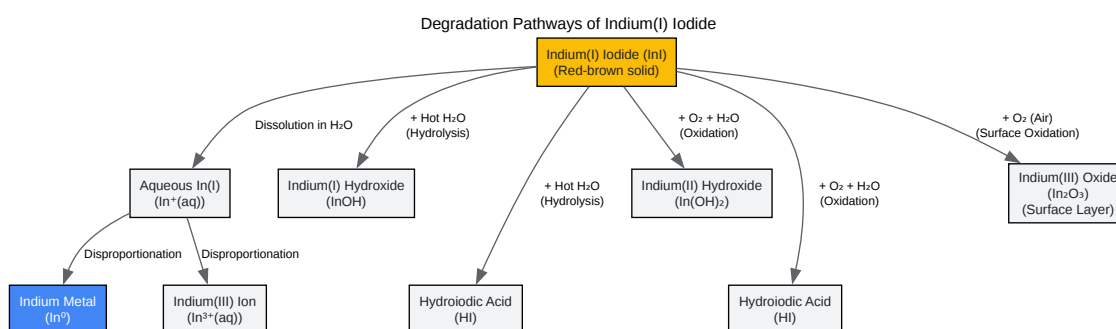 Degradation Pathways of Indium(I) Iodide
Indium(I) Iodide (InI)
(Red-brown solid)
Dissolution in H₂O
+ Hot H₂O
(Hydrolysis)
+ O₂ + H₂O
(Oxidation)
+ O₂ (Air)
(Surface Oxidation)
Aqueous In(I)
(In⁺(aq))
Indium(I) Hydroxide
(InOH)
+ Hot H₂O
(Hydrolysis)
Indium(II) Hydroxide
(In(OH)₂)
+ O₂ + H₂O
(Oxidation)
Indium(III) Oxide
(In₂O₃)
(Surface Layer)
Disproportionation
Disproportionation
Indium Metal
(In⁰)
Indium(III) Ion
(In³⁺(aq))
Hydroiodic Acid
(HI)
Hydroiodic Acid
(HI)